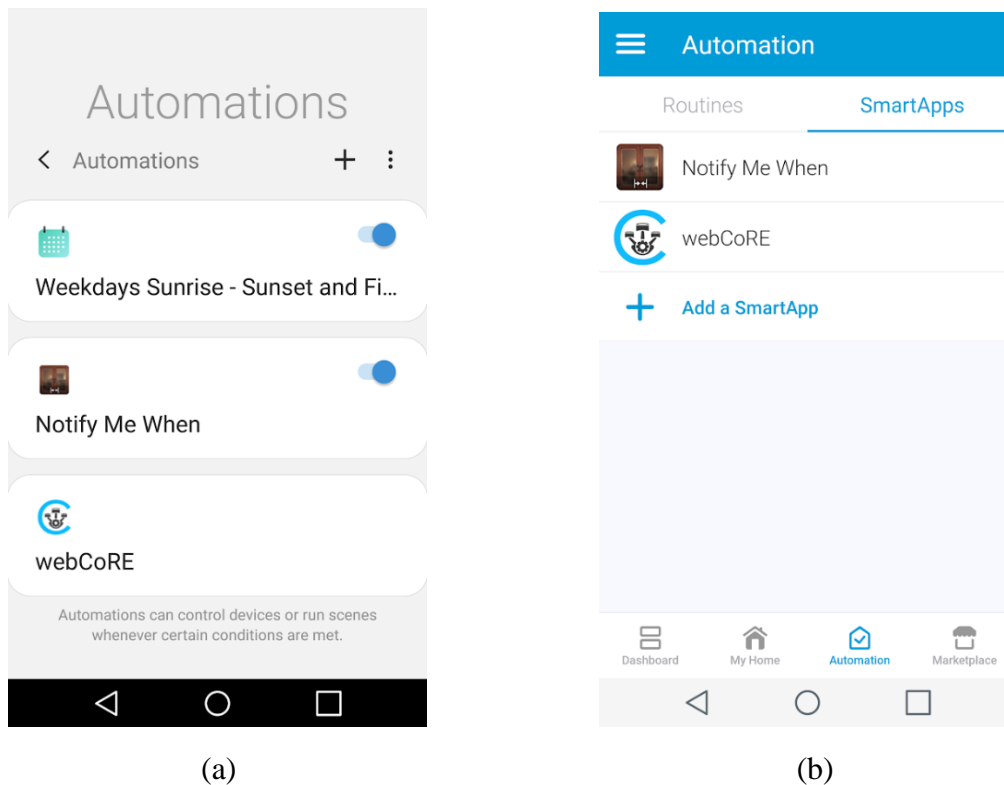 Automations
Automations
Weekdays Sunrise - Sunset and Fi...
Notify Me When
webCoRE
Automations can control devices or run scenes
whenever certain conditions are met.
(a)
Automation
Routines SmartApps
Notify Me When
webCoRE
Add a SmartApp
Dashboard My Home Automation Marketplace
(b)